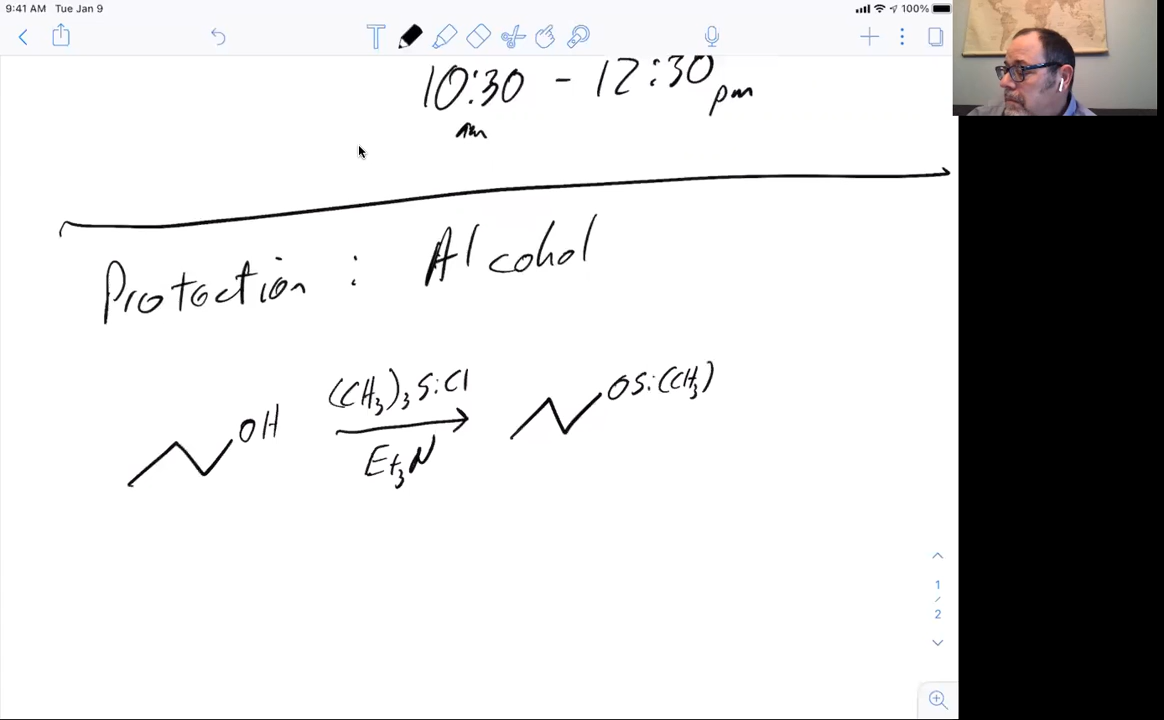 9:41 AM Tue Jan 9
100%
T
10:30 - 12:30
am pm
Protection : Alcohol
(CH3)3SiCl
OSi(CH3)
OH
Et3N
1
/
2